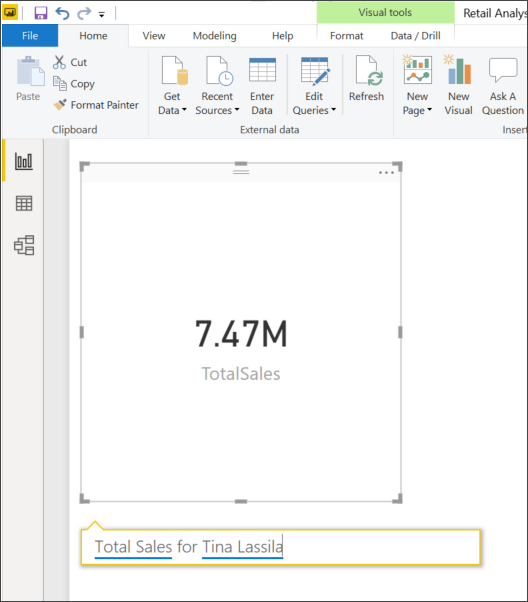 Visual tools
Retail Analys
File Home View Modeling Help Format Data / Drill
Paste
Cut
Copy
Format Painter
Clipboard
Get Data
Recent Sources
Enter Data
Edit Queries
Refresh
External data
New Page
New Visual
Ask A Question
Insert
7.47M
TotalSales
Total Sales for Tina Lassila